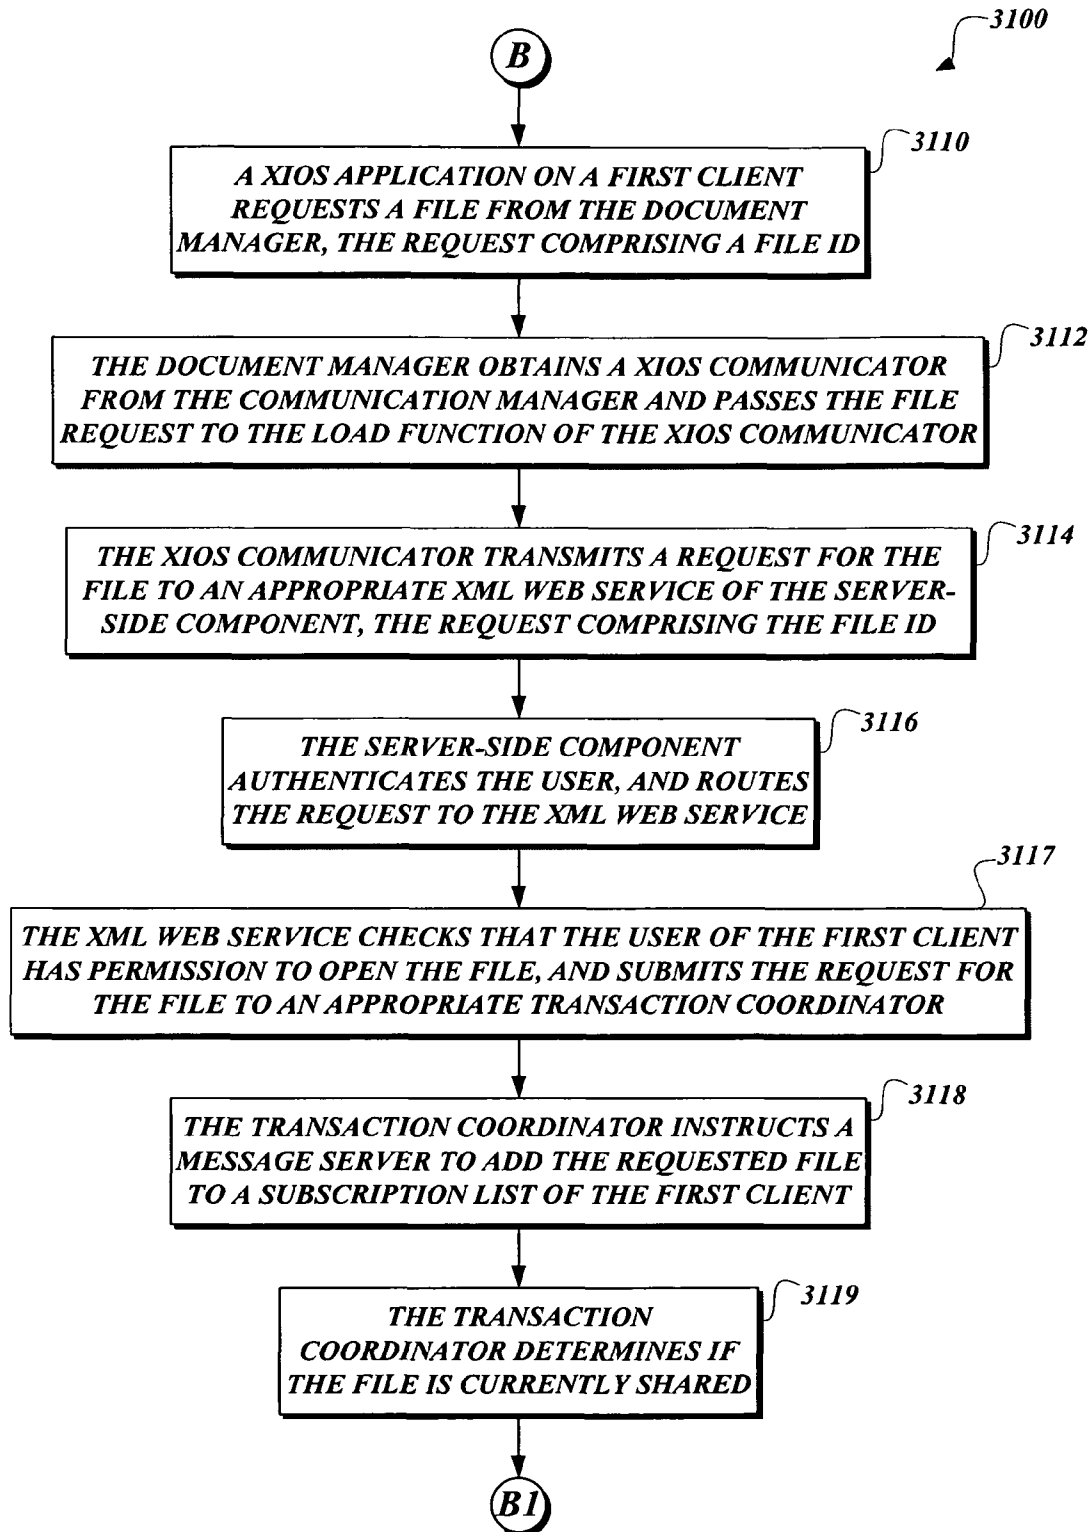 3100
B
3110
A XIOS APPLICATION ON A FIRST CLIENT
REQUESTS A FILE FROM THE DOCUMENT
MANAGER, THE REQUEST COMPRISING A FILE ID
3112
THE DOCUMENT MANAGER OBTAINS A XIOS COMMUNICATOR
FROM THE COMMUNICATION MANAGER AND PASSES THE FILE
REQUEST TO THE LOAD FUNCTION OF THE XIOS COMMUNICATOR
3114
THE XIOS COMMUNICATOR TRANSMITS A REQUEST FOR THE
FILE TO AN APPROPRIATE XML WEB SERVICE OF THE SERVER-
SIDE COMPONENT, THE REQUEST COMPRISING THE FILE ID
3116
THE SERVER-SIDE COMPONENT
AUTHENTICATES THE USER, AND ROUTES
THE REQUEST TO THE XML WEB SERVICE
3117
THE XML WEB SERVICE CHECKS THAT THE USER OF THE FIRST CLIENT
HAS PERMISSION TO OPEN THE FILE, AND SUBMITS THE REQUEST FOR
THE FILE TO AN APPROPRIATE TRANSACTION COORDINATOR
3118
THE TRANSACTION COORDINATOR INSTRUCTS A
MESSAGE SERVER TO ADD THE REQUESTED FILE
TO A SUBSCRIPTION LIST OF THE FIRST CLIENT
3119
THE TRANSACTION
COORDINATOR DETERMINES IF
THE FILE IS CURRENTLY SHARED
B1